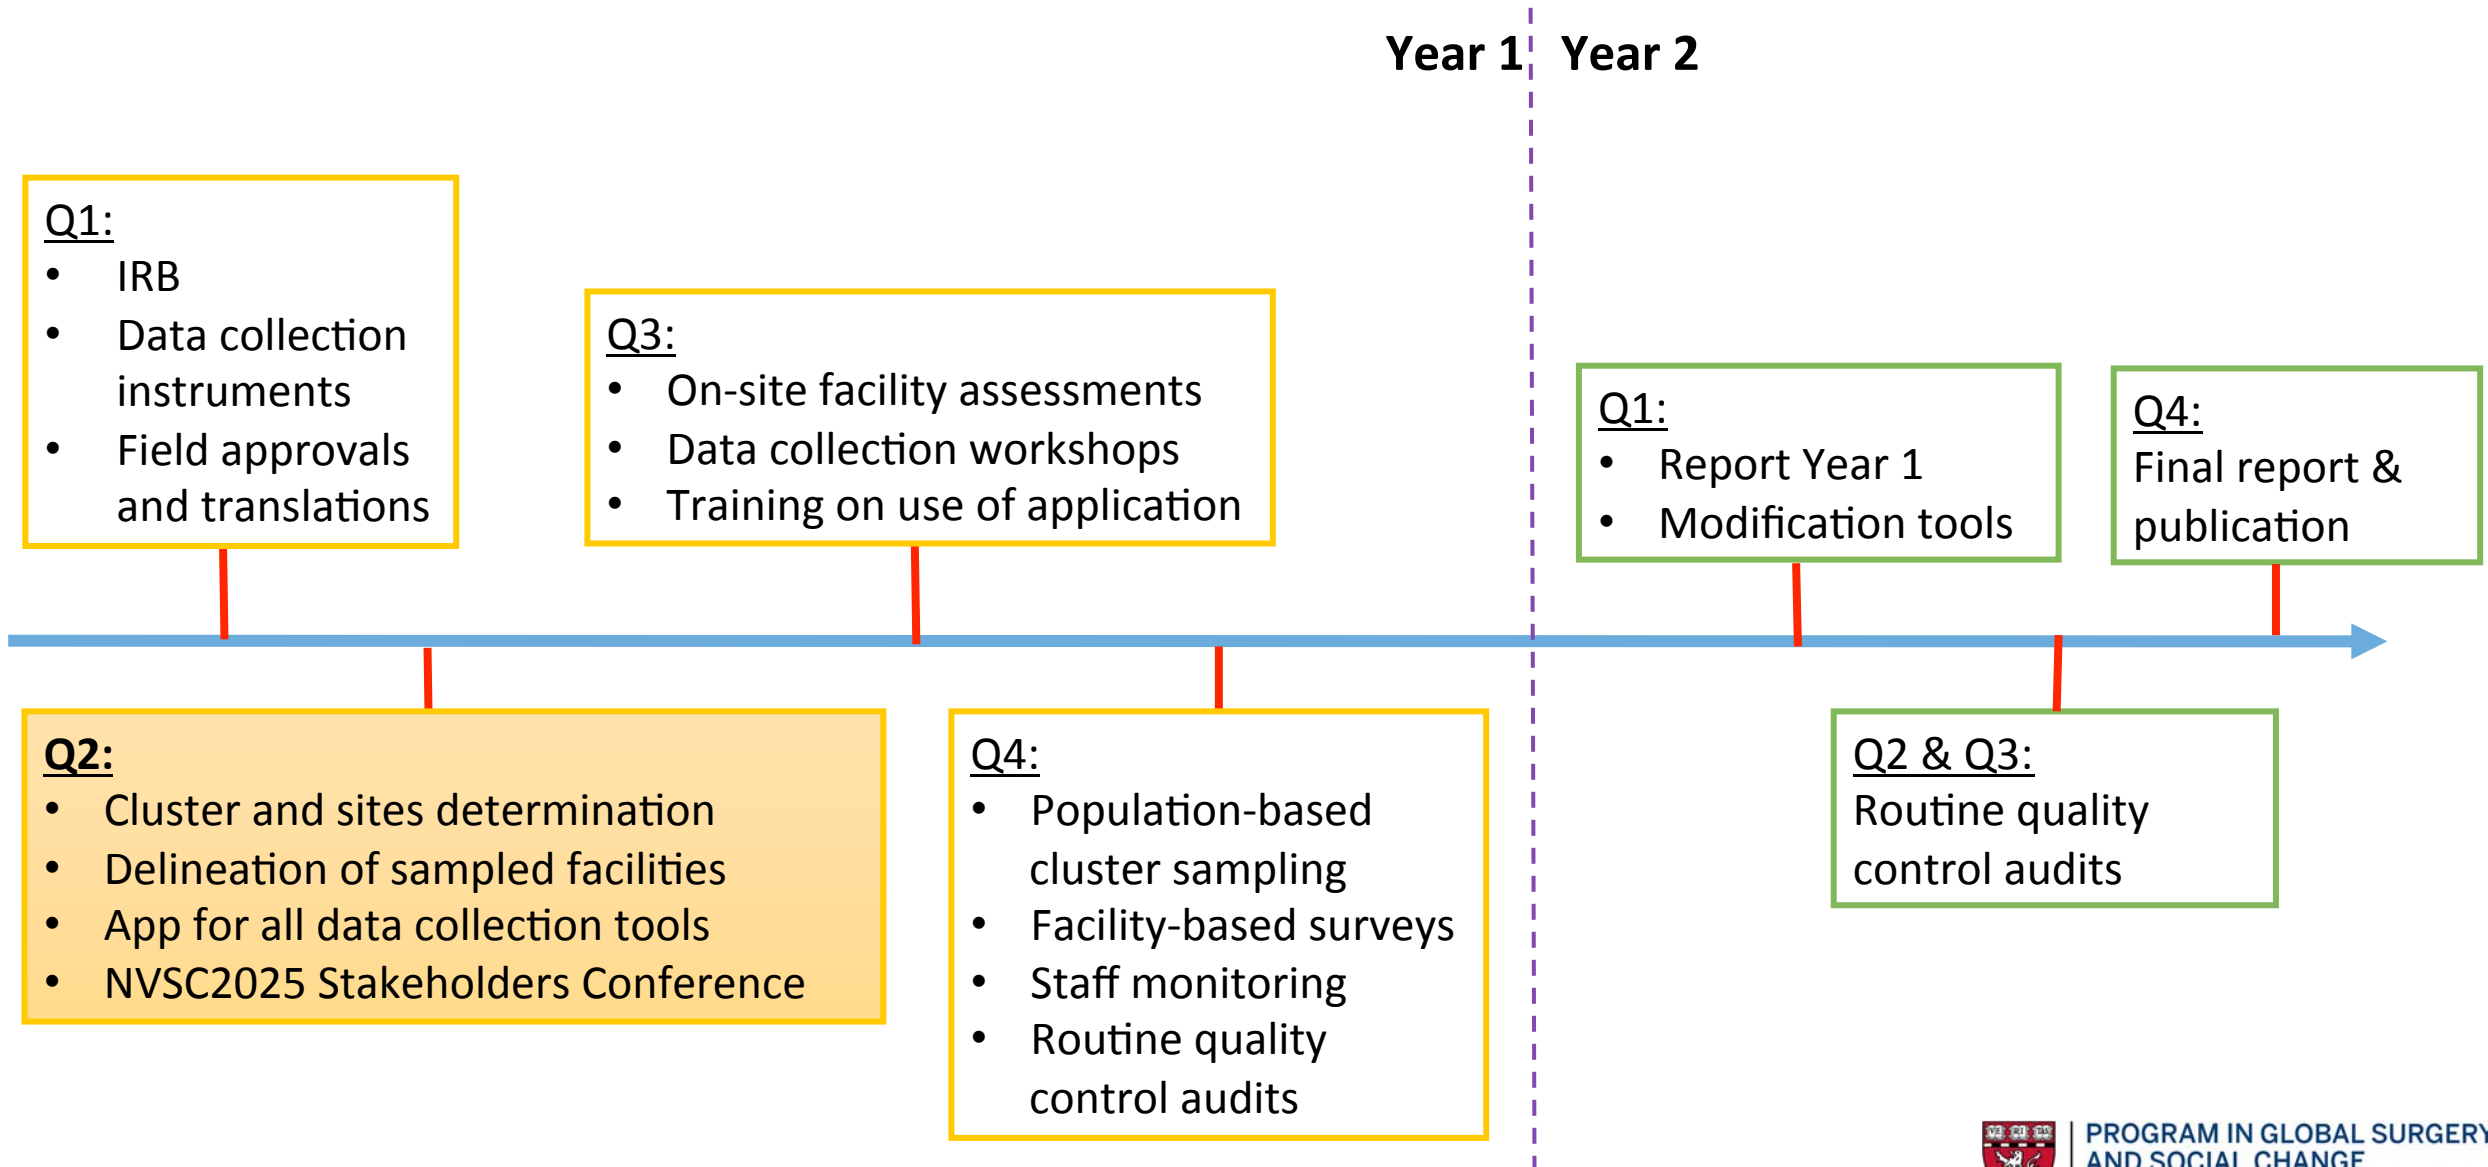 Year 1
Year 2
Q1:
• IRB
• Data collection
instruments
• Field approvals
and translations
Q3:
• On-site facility assessments
• Data collection workshops
• Training on use of application
Q1:
• Report Year 1
• Modification tools
Q4:
Final report &
publication
Q2:
• Cluster and sites determination
• Delineation of sampled facilities
• App for all data collection tools
• NVSC2025 Stakeholders Conference
Q4:
• Population-based
cluster sampling
• Facility-based surveys
• Staff monitoring
• Routine quality
control audits
Q2 & Q3:
Routine quality
control audits
VE RI TAS
PROGRAM IN GLOBAL SURGERY
AND SOCIAL CHANGE